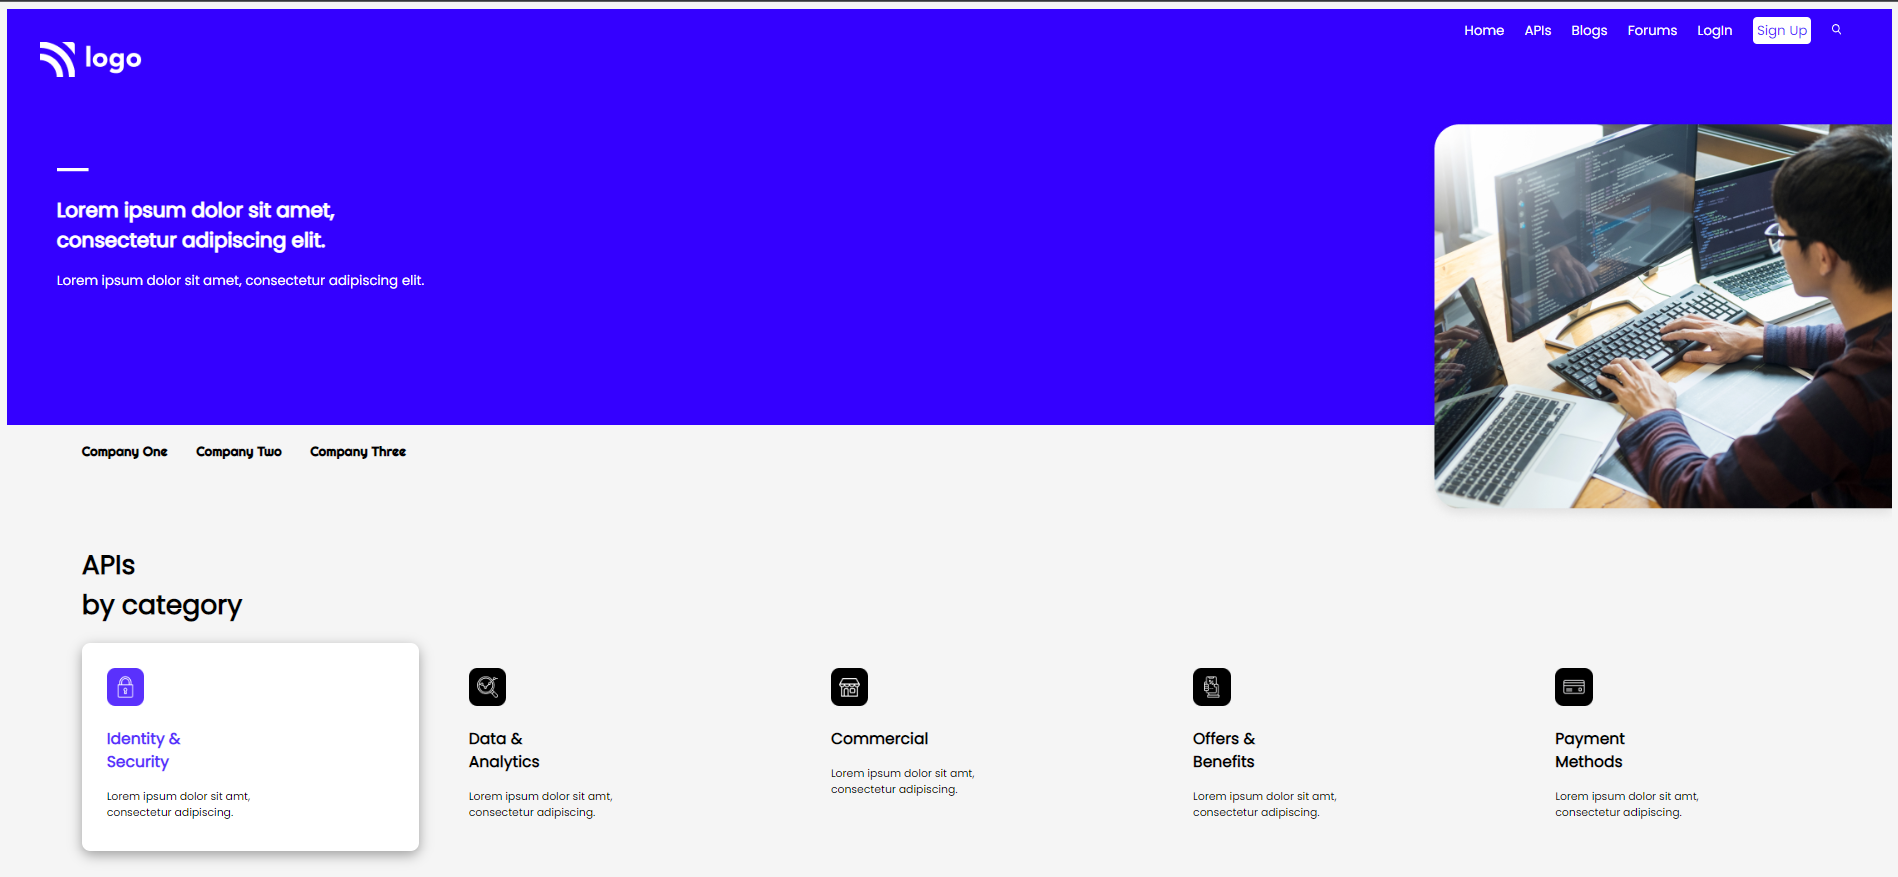 logo
Home APIs Blogs Forums LogIn Sign Up
Lorem ipsum dolor sit amet,
consectetur adipiscing elit.
Lorem ipsum dolor sit amet, consectetur adipiscing elit.
Company One Company Two Company Three
APIs
by category
Identity &
Security
Lorem ipsum dolor sit amt,
consectetur adipiscing.
Data &
Analytics
Lorem ipsum dolor sit amt,
consectetur adipiscing.
Commercial
Lorem ipsum dolor sit amt,
consectetur adipiscing.
Offers &
Benefits
Lorem ipsum dolor sit amt,
consectetur adipiscing.
Payment
Methods
Lorem ipsum dolor sit amt,
consectetur adipiscing.